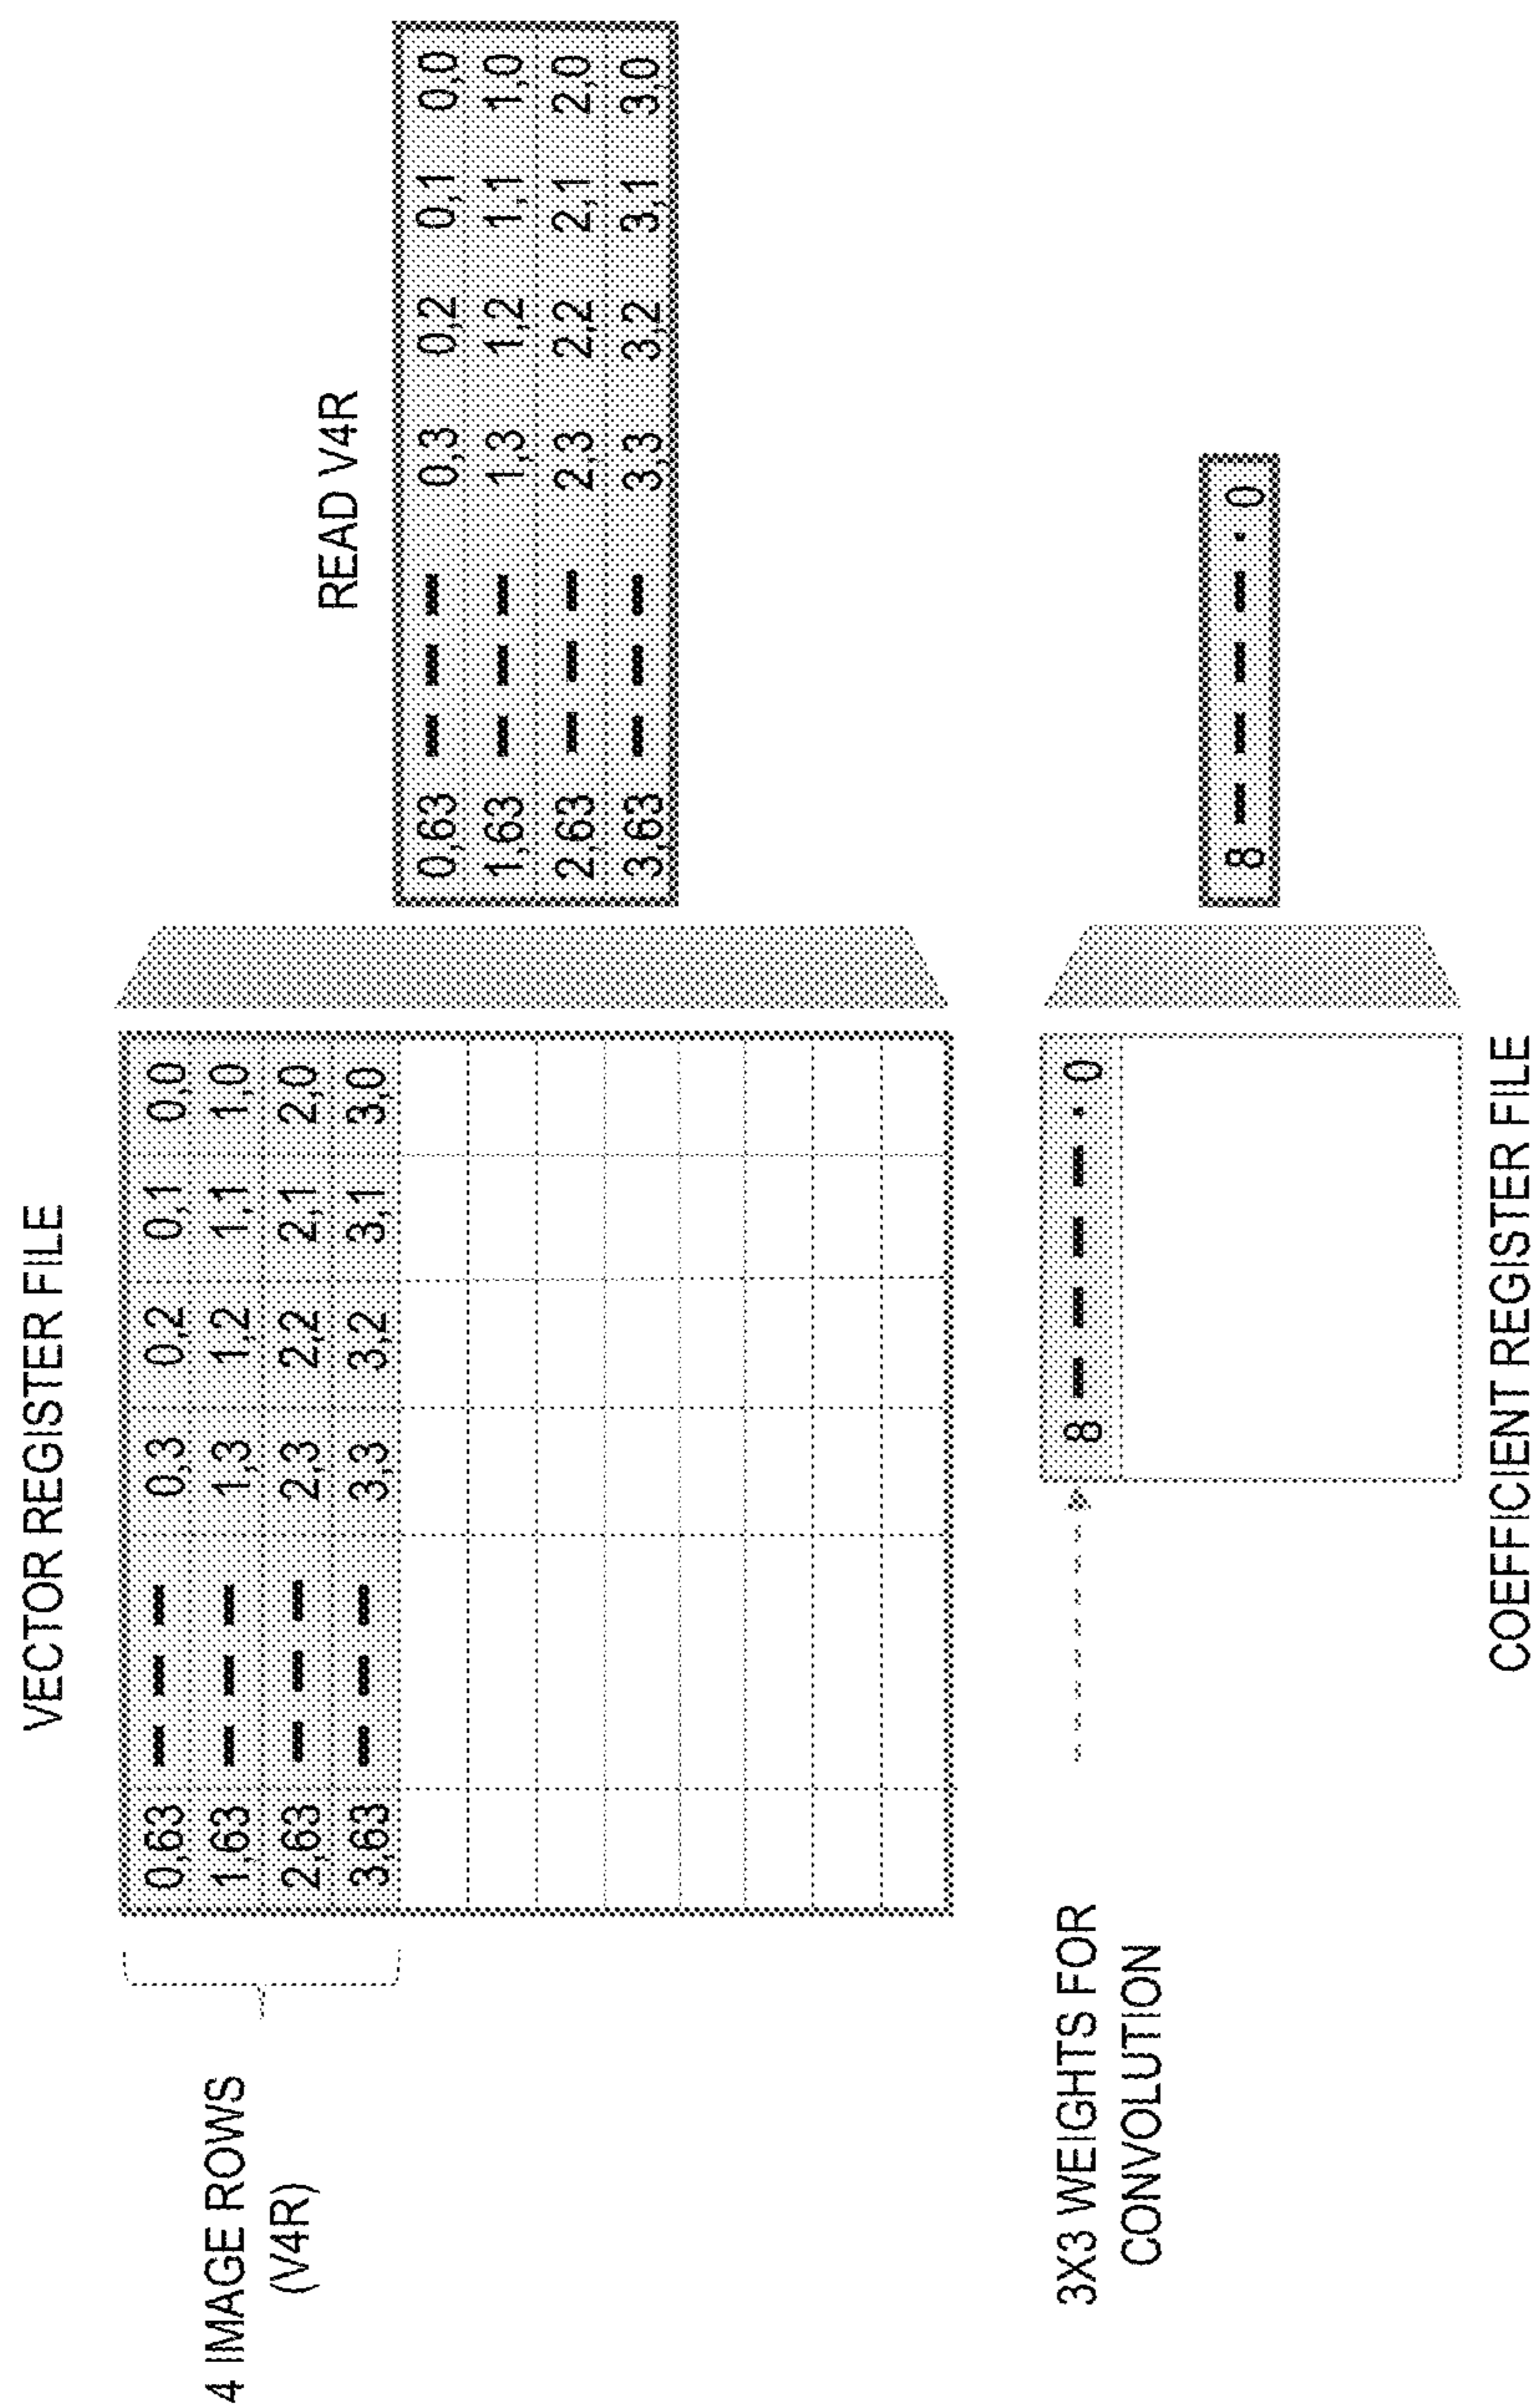 VECTOR REGISTER FILE
4 IMAGE ROWS
(V4R)
0,63 0,3 0,2 0,1 0,0
1,63 1,3 1,2 1,1 1,0
2,63 2,3 2,2 2,1 2,0
3,63 3,3 3,2 3,1 3,0
READ V4R
0,63 0,3 0,2 0,1 0,0
1,63 1,3 1,2 1,1 1,0
2,63 2,3 2,2 2,1 2,0
3,63 3,3 3,2 3,1 3,0
3X3 WEIGHTS FOR
CONVOLUTION
8 0
8 0
COEFFICIENT REGISTER FILE